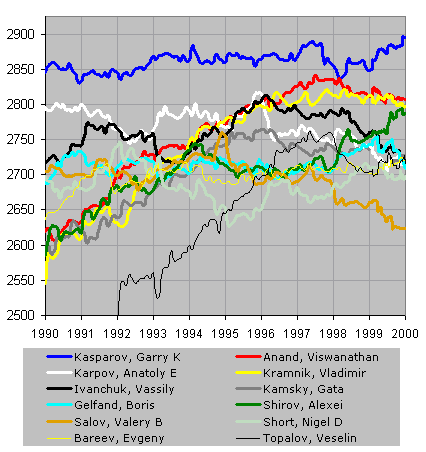 2900
2850
2800
2750
2700
2650
2600
2550
2500
1990 1991 1992 1993 1994 1995 1996 1997 1998 1999 2000
Kasparov, Garry K Anand, Viswanathan
Karpov, Anatoly E Kramnik, Vladimir
Ivanchuk, Vassily Kamsky, Gata
Gelfand, Boris Shirov, Alexei
Salov, Valery B Short, Nigel D
Bareev, Evgeny Topalov, Veselin